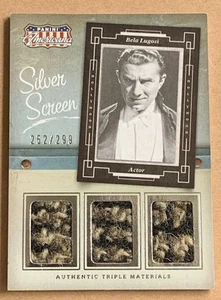 PANINI
Americana
Bela Lugosi
Silver
Screen
252/299
Actor
AUTHENTIC TRIPLE MATERIALS